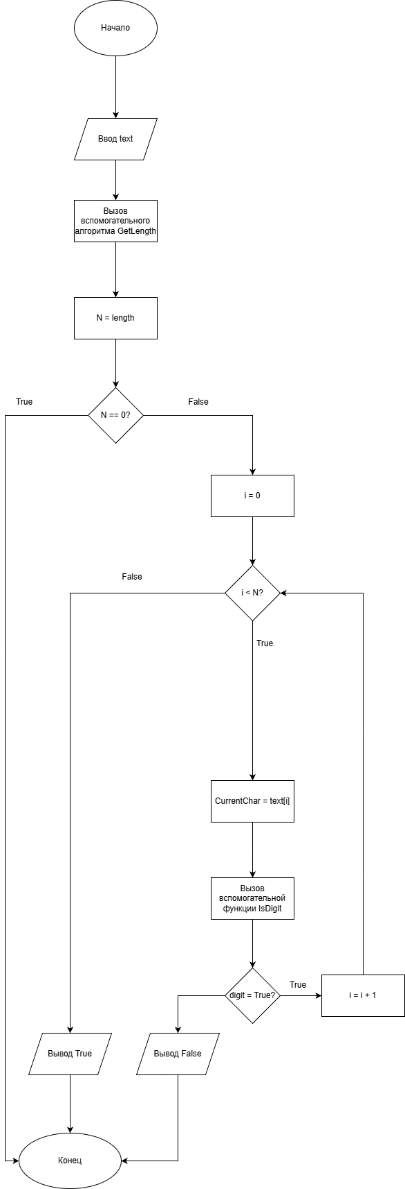 Начало
Ввод text
Вызов
вспомогательного
алгоритма GetLength
N = length
True
False
N == 0?
i = 0
False
i < N?
True
CurrentChar = text[i]
Вызов
вспомогательной
функции IsDigit
True
digit = True?
i = i + 1
Вывод True
Вывод False
Конец